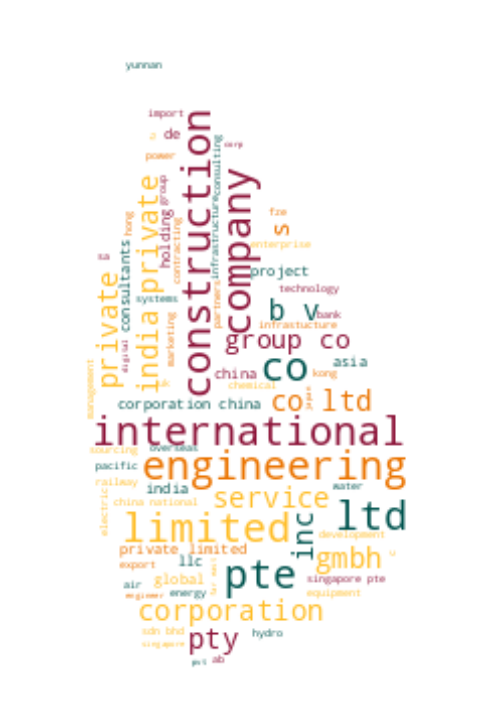 yunnan
import
a
de
construction
corp
power
private
group
holding
consulting
infrastructure
company
hong
contracting
fze
s
enterprise
sa
consultants
private
india
digital
systems
marketing
partners
project
technology
b v
bank
infrastucture
group co
management
uk
china
co
asia
kong
chemical
japan
corporation china
co ltd
international
sourcing
overseas
pacific
engineering
railway
india
water
electric
china national
service
limited
ltd
inc
development
private limited
gmbh
u
export
llc
far east
pte
global
singapore pte
air
energy
engineer
equipment
corporation
sdn bhd
pty
hydro
singapore
pvt
ab